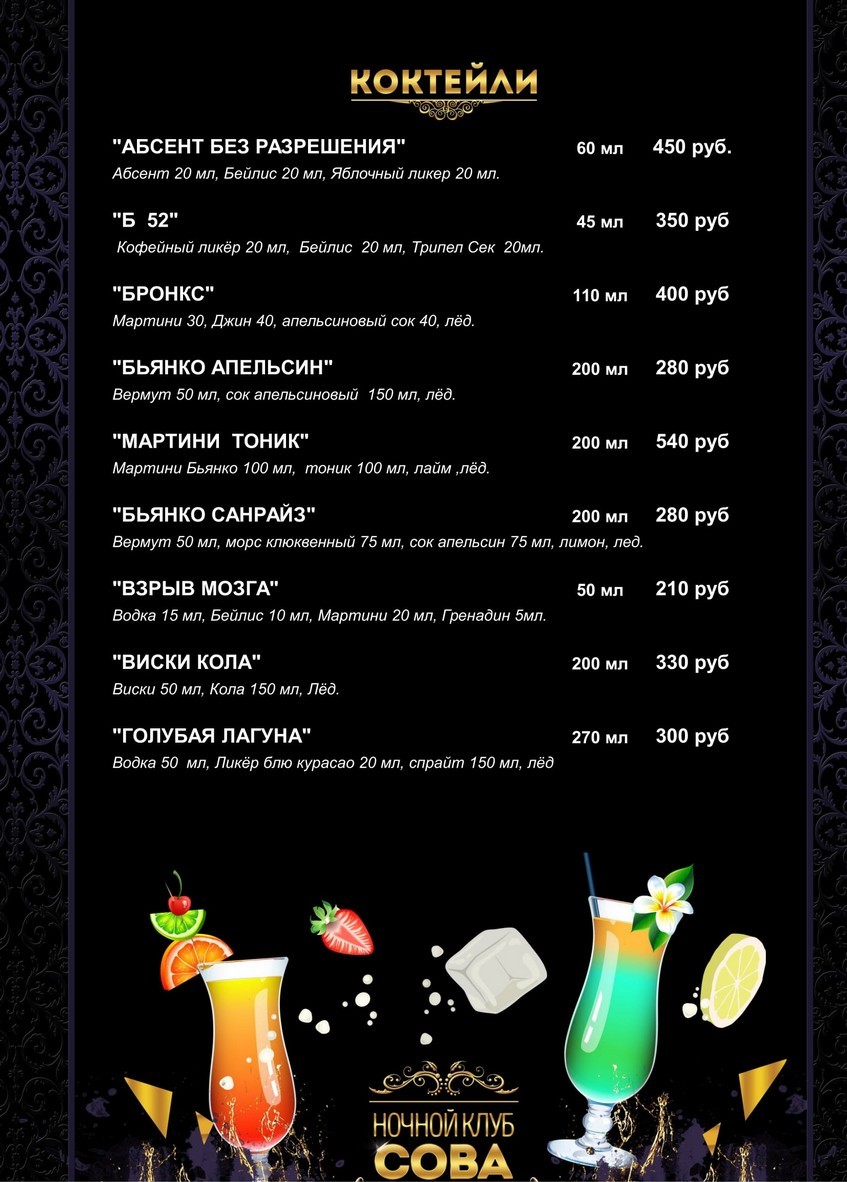 КОКТЕЙЛИ
"АБСЕНТ БЕЗ РАЗРЕШЕНИЯ" 60 мл 450 руб.
Абсент 20 мл, Бейлис 20 мл, Яблочный ликер 20 мл.
"Б 52" 45 мл 350 руб
Кофейный ликёр 20 мл, Бейлис 20 мл, Трипел Сек 20мл.
"БРОНКС" 110 мл 400 руб
Мартини 30, Джин 40, апельсиновый сок 40, лёд.
"БЬЯНКО АПЕЛЬСИН" 200 мл 280 руб
Вермут 50 мл, сок апельсиновый 150 мл, лёд.
"МАРТИНИ ТОНИК" 200 мл 540 руб
Мартини Бьянко 100 мл, тоник 100 мл, лайм ,лёд.
"БЬЯНКО САНРАЙЗ" 200 мл 280 руб
Вермут 50 мл, морс клюквенный 75 мл, сок апельсин 75 мл, лимон, лед.
"ВЗРЫВ МОЗГА" 50 мл 210 руб
Водка 15 мл, Бейлис 10 мл, Мартини 20 мл, Гренадин 5мл.
"ВИСКИ КОЛА" 200 мл 330 руб
Виски 50 мл, Кола 150 мл, Лёд.
"ГОЛУБАЯ ЛАГУНА" 270 мл 300 руб
Водка 50 мл, Ликёр блю курасао 20 мл, спрайт 150 мл, лёд
НОЧНОЙ КЛУБ
СОВА